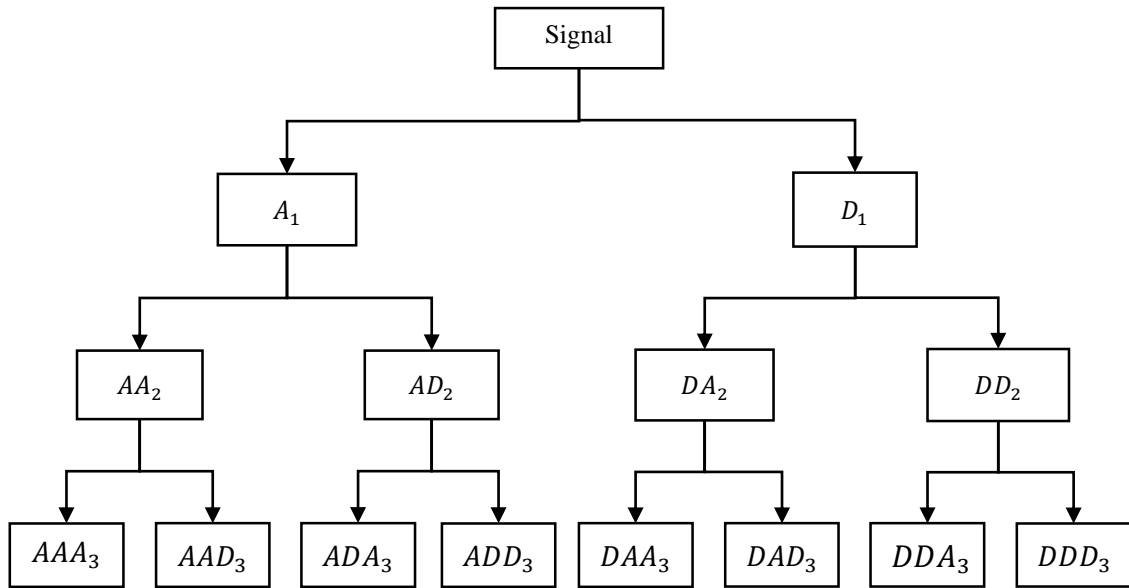 Signal
A₁
D₁
AA₂
AD₂
DA₂
DD₂
AAA₃
AAD₃
ADA₃
ADD₃
DAA₃
DAD₃
DDA₃
DDD₃